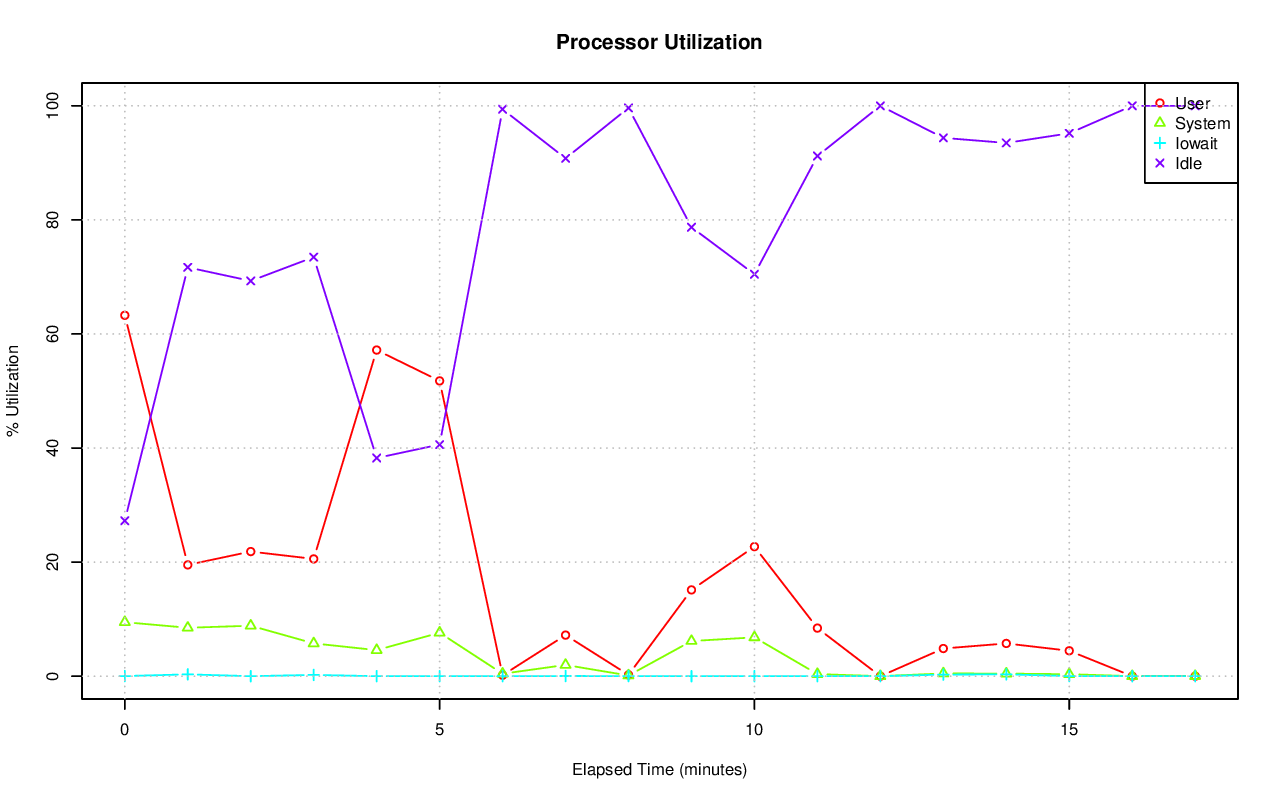 Processor Utilization
100
80
60
40
20
0
% Utilization
User
System
Iowait
Idle
0 5 10 15
Elapsed Time (minutes)